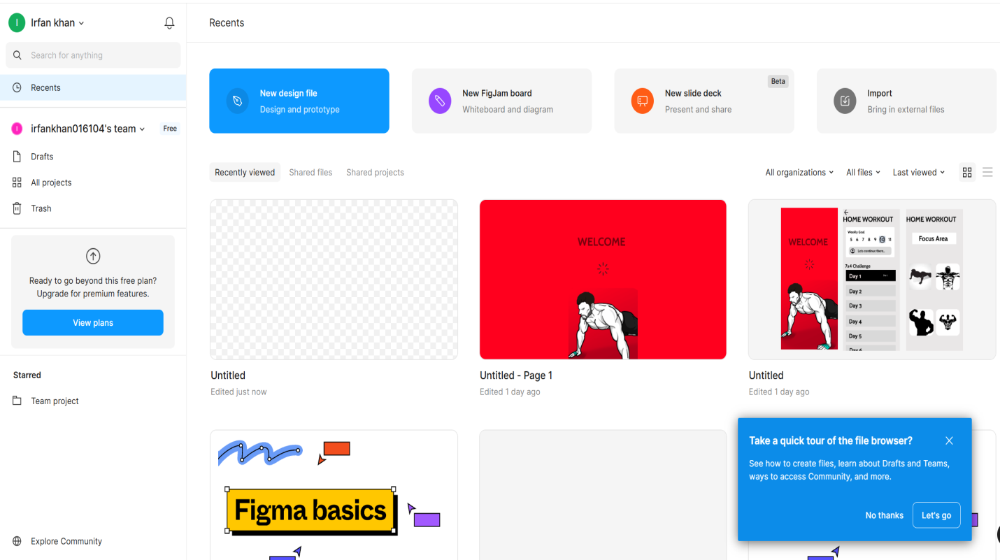 I
Irfan khan
Search for anything
Recents
I
irfankhan016104's team
Free
Drafts
All projects
Trash
Ready to go beyond this free plan?
Upgrade for premium features.
View plans
Starred
Team project
Explore Community
Recents
New design file
Design and prototype
New FigJam board
Whiteboard and diagram
Beta
New slide deck
Present and share
Import
Bring in external files
Recently viewed
Shared files
Shared projects
All organizations
All files
Last viewed
WELCOME
WELCOME
HOME WORKOUT
Weekly Goal
5 6 7 8 9 10 11
Lets continue there..
7x4 Challenge
Day 1
Day 2
Day 3
Day 4
Day 5
Day 6
HOME WORKOUT
Focus Area
Untitled
Edited just now
Untitled - Page 1
Edited 1 day ago
Untitled
Edited 1 day ago
Figma basics
Take a quick tour of the file browser?
See how to create files, learn about Drafts and Teams,
ways to access Community, and more.
No thanks
Let's go